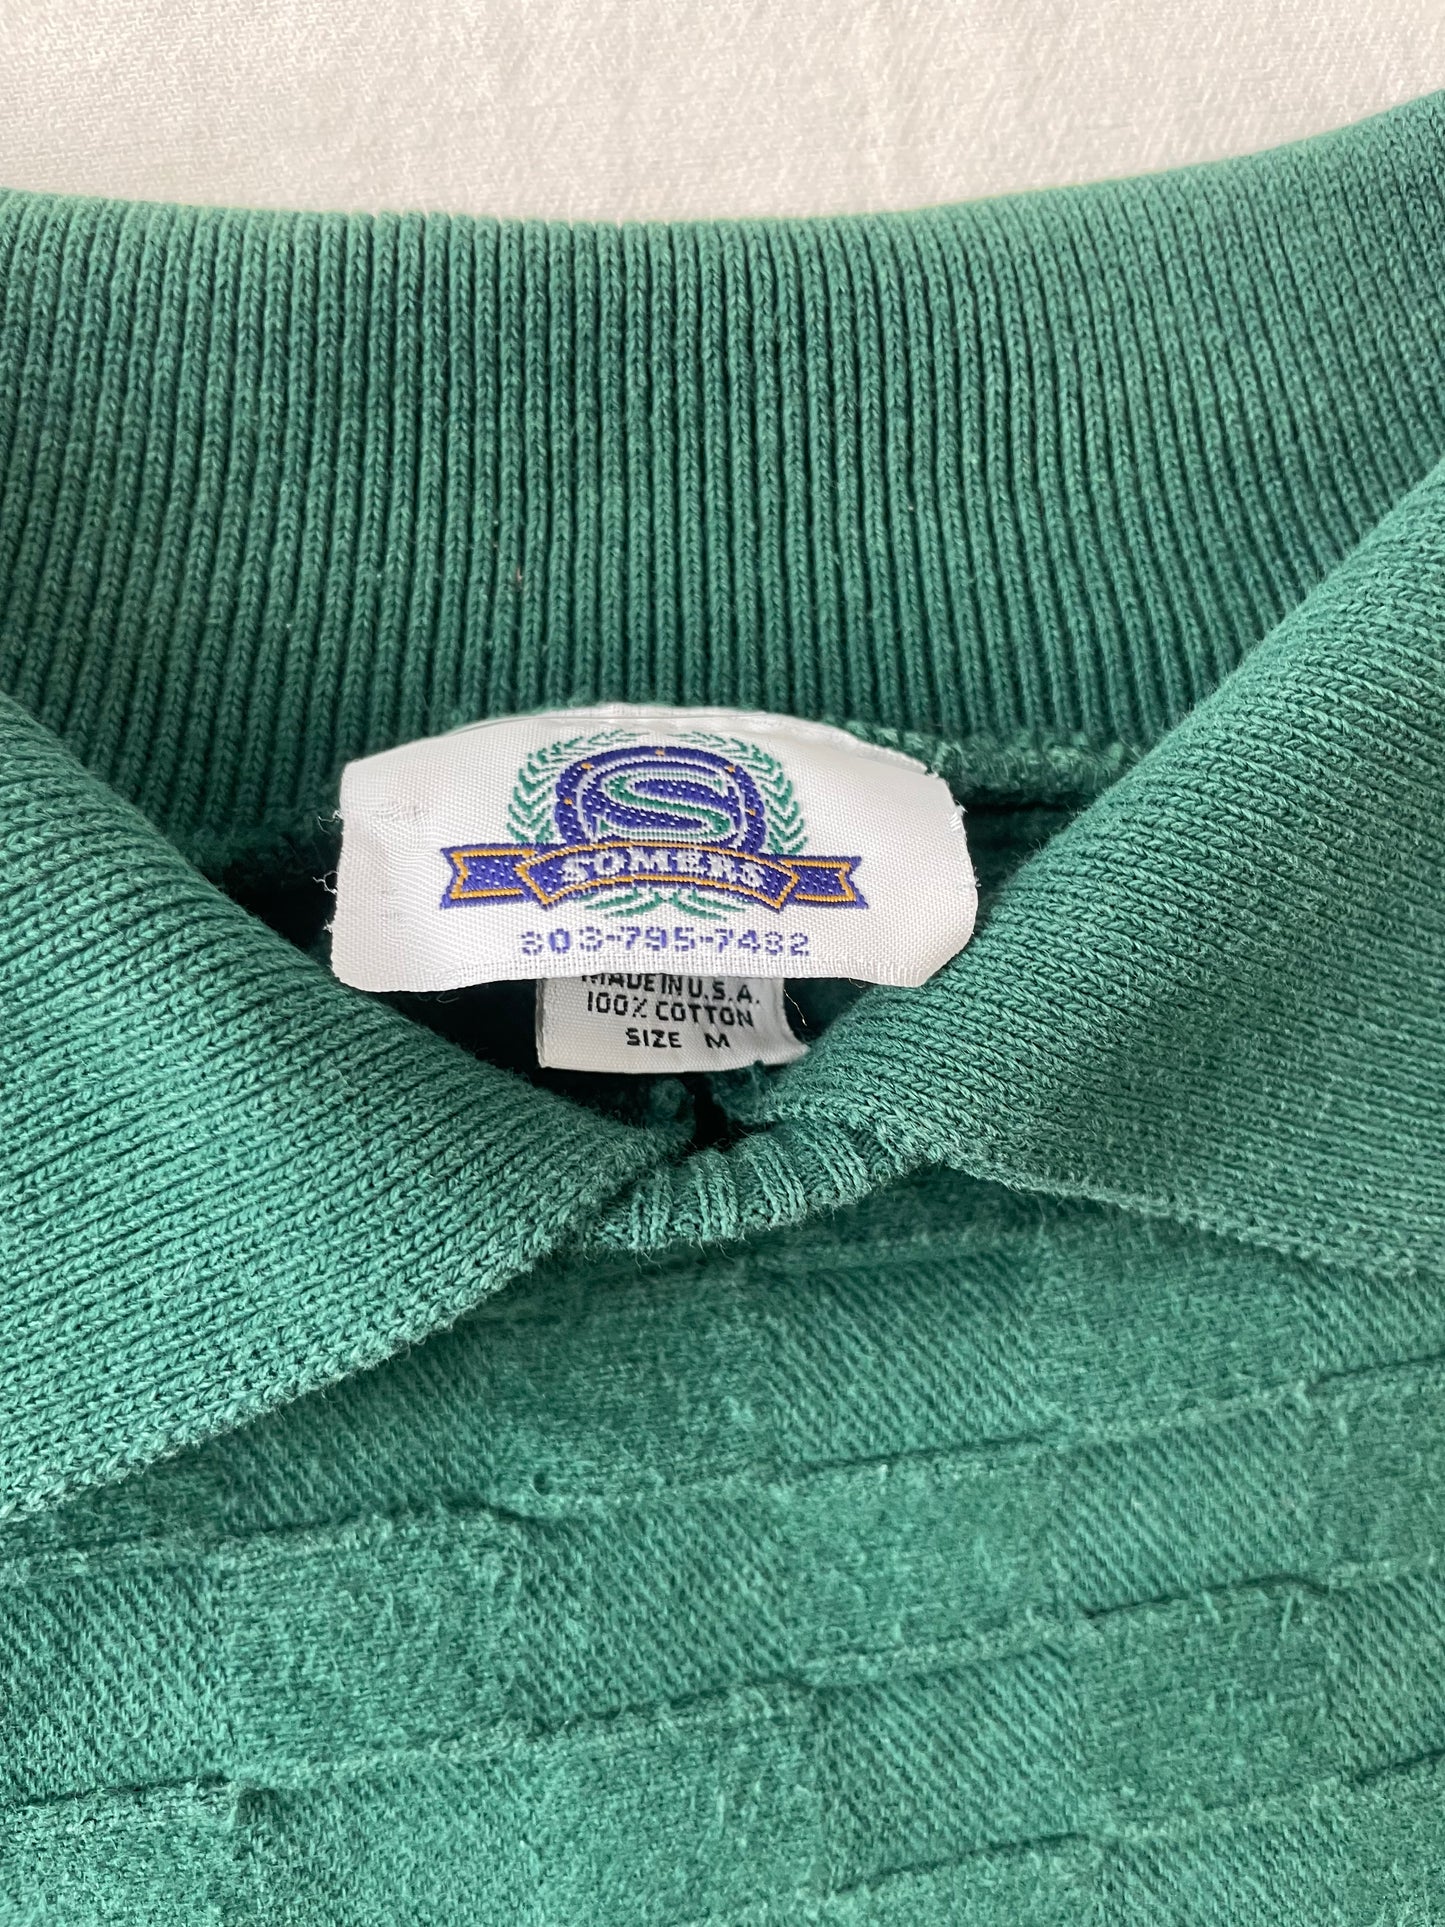 S
SOMERS
303-795-7432
MADE IN U.S.A.
100% COTTON
SIZE M